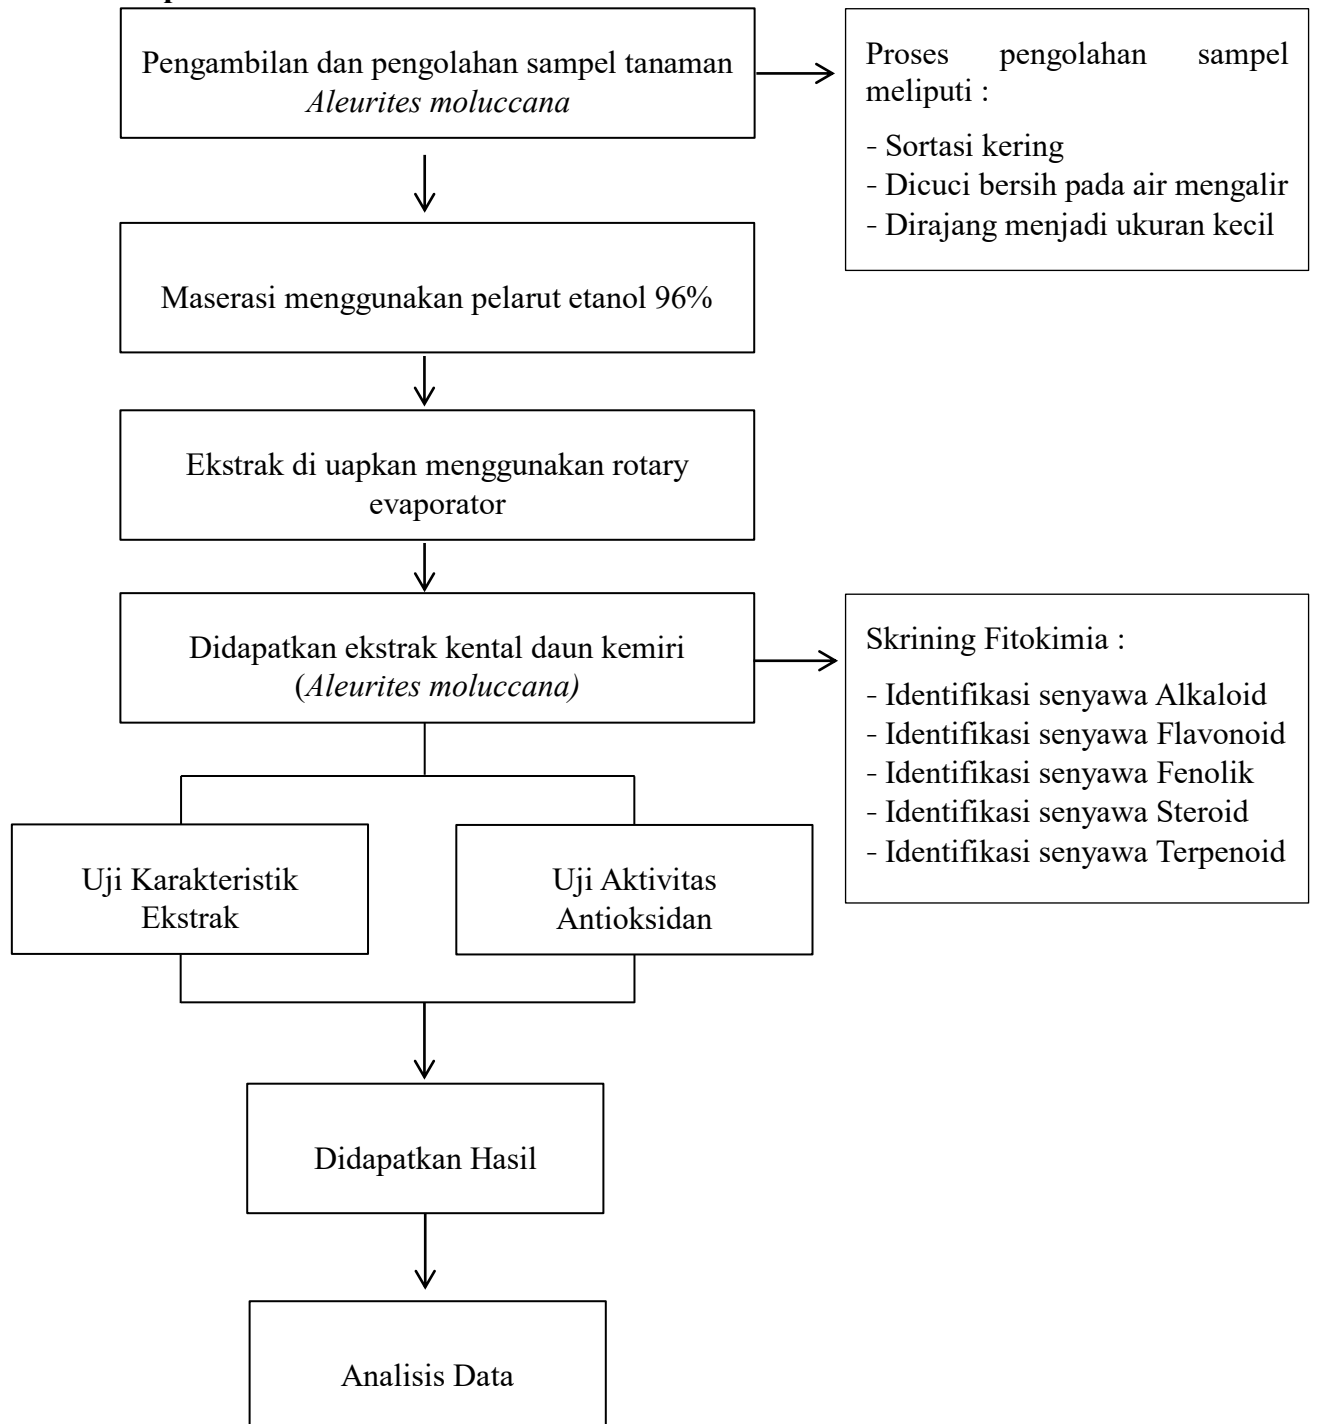 Pengambilan dan pengolahan sampel tanaman
Aleurites moluccana
Proses pengolahan sampel
meliputi :
- Sortasi kering
- Dicuci bersih pada air mengalir
- Dirajang menjadi ukuran kecil
Maserasi menggunakan pelarut etanol 96%
Ekstrak di uapkan menggunakan rotary
evaporator
Didapatkan ekstrak kental daun kemiri
(Aleurites moluccana)
Skrining Fitokimia :
- Identifikasi senyawa Alkaloid
- Identifikasi senyawa Flavonoid
- Identifikasi senyawa Fenolik
- Identifikasi senyawa Steroid
- Identifikasi senyawa Terpenoid
Uji Karakteristik
Ekstrak
Uji Aktivitas
Antioksidan
Didapatkan Hasil
Analisis Data